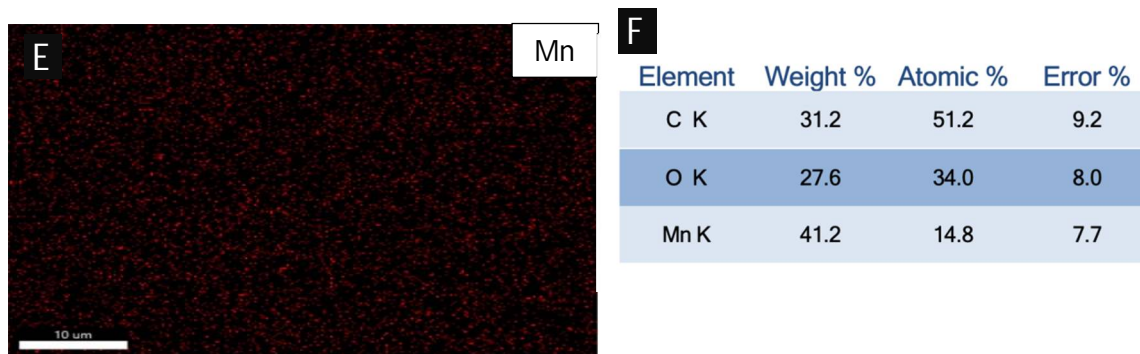 E
Mn
10 um
F
Element Weight % Atomic % Error %
C K 31.2 51.2 9.2
O K 27.6 34.0 8.0
Mn K 41.2 14.8 7.7